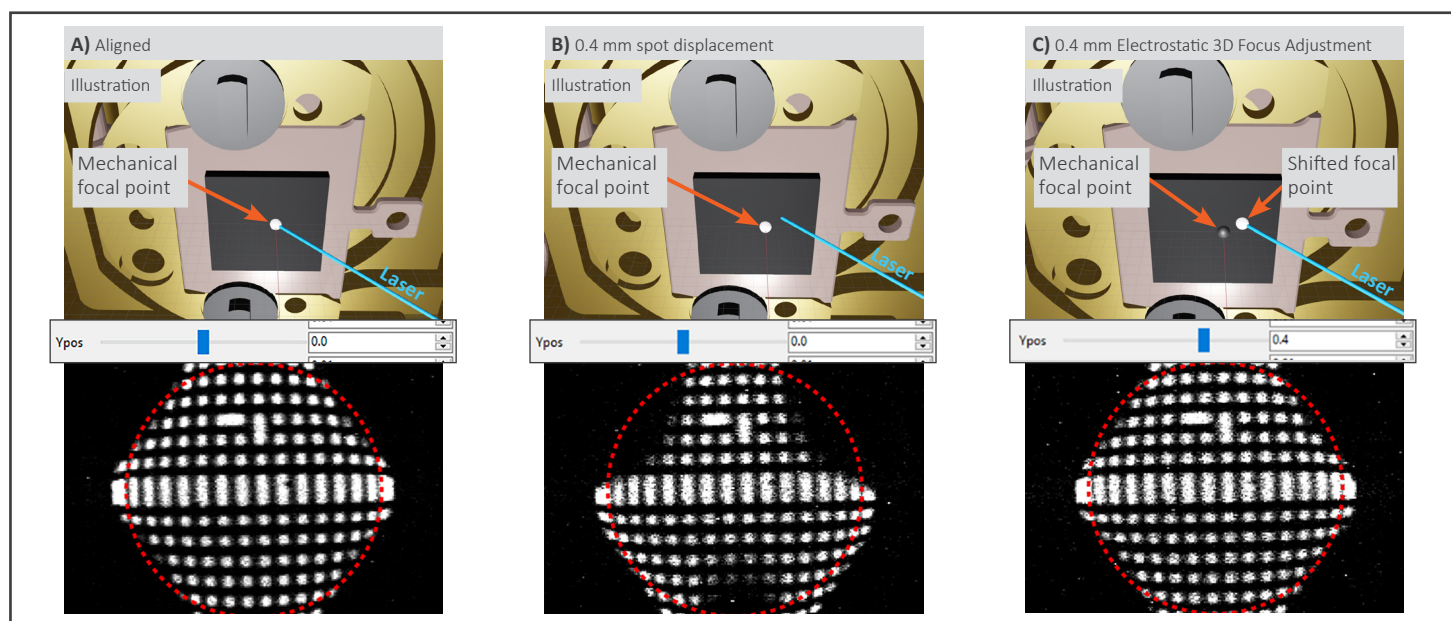 A) Aligned
Illustration
Mechanical
focal point
Laser
Ypos
0.0
B) 0.4 mm spot displacement
Illustration
Mechanical
focal point
Laser
Ypos
0.0
C) 0.4 mm Electrostatic 3D Focus Adjustment
Illustration
Mechanical
focal point
Shifted focal
point
Laser
Ypos
0.4